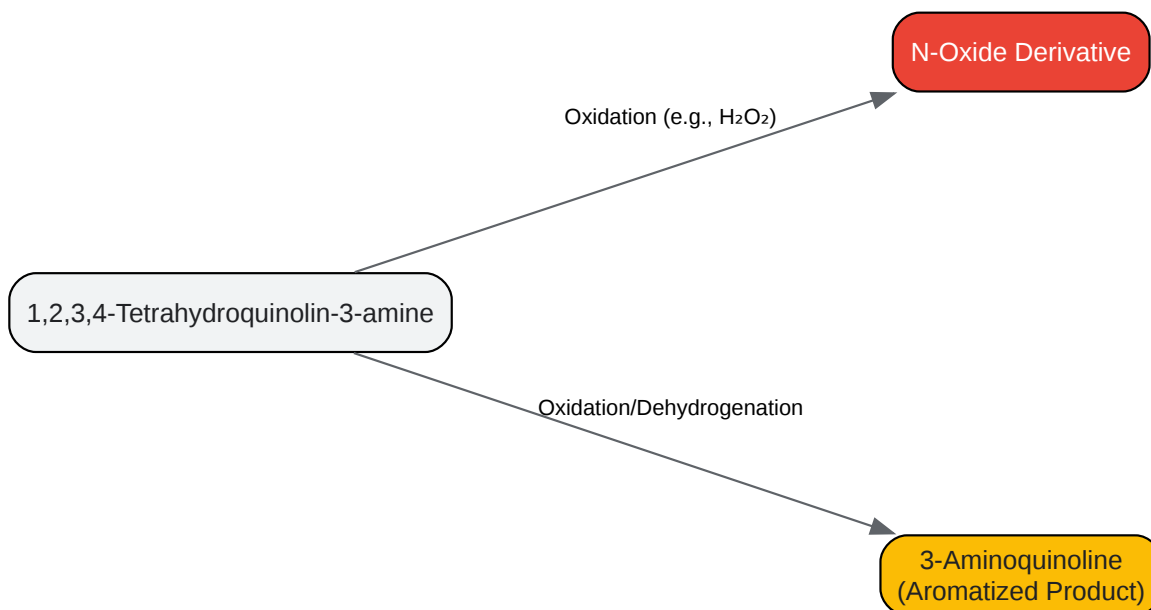 N-Oxide Derivative
Oxidation (e.g., H₂O₂)
1,2,3,4-Tetrahydroquinolin-3-amine
Oxidation/Dehydrogenation
3-Aminoquinoline
(Aromatized Product)